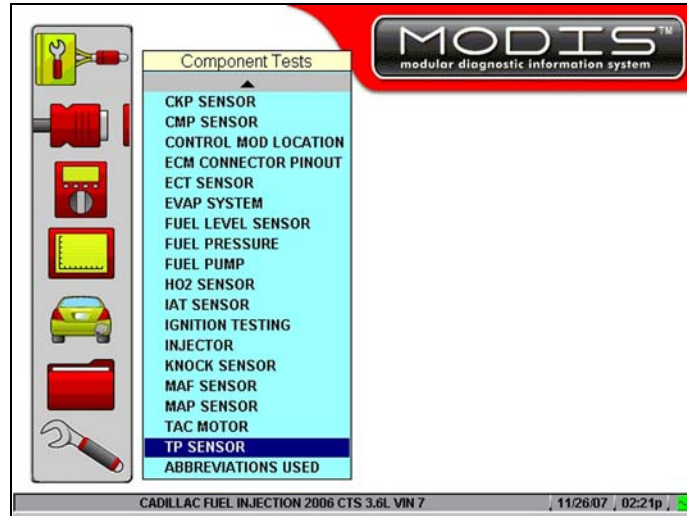 MODIS™
modular diagnostic information system
Component Tests
CKP SENSOR
CMP SENSOR
CONTROL MOD LOCATION
ECM CONNECTOR PINOUT
ECT SENSOR
EVAP SYSTEM
FUEL LEVEL SENSOR
FUEL PRESSURE
FUEL PUMP
HO2 SENSOR
IAT SENSOR
IGNITION TESTING
INJECTOR
KNOCK SENSOR
MAF SENSOR
MAP SENSOR
TAC MOTOR
TP SENSOR
ABBREVIATIONS USED
CADILLAC FUEL INJECTION 2006 CTS 3.6L VIN 7 11/26/07 02:21p